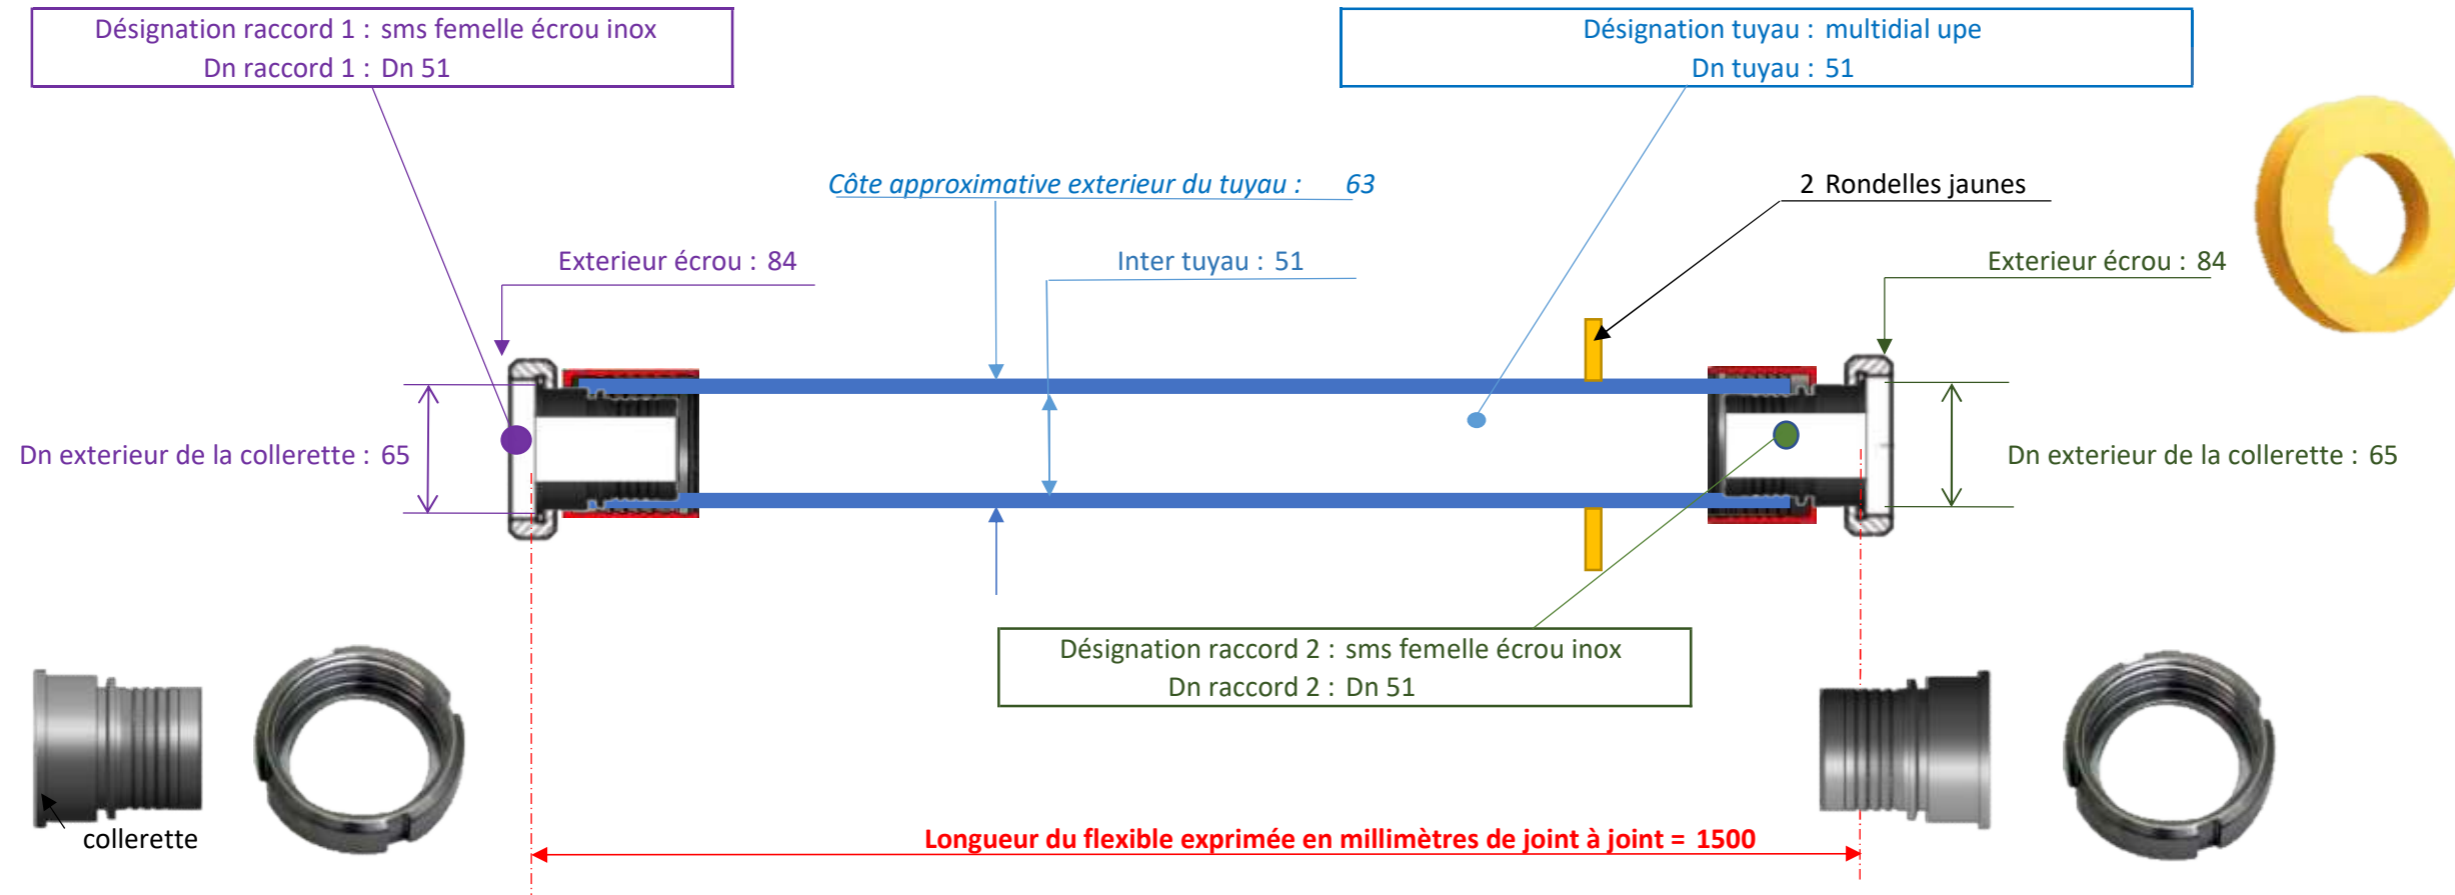 Désignation raccord 1 : sms femelle écrou inox
Dn raccord 1 : Dn 51
Désignation tuyau : multidial upe
Dn tuyau : 51
Côte approximative exterieur du tuyau : 63
2 Rondelles jaunes
Exterieur écrou : 84
Inter tuyau : 51
Exterieur écrou : 84
Dn exterieur de la collerette : 65
Dn exterieur de la collerette : 65
Désignation raccord 2 : sms femelle écrou inox
Dn raccord 2 : Dn 51
collerette
Longueur du flexible exprimée en millimètres de joint à joint = 1500